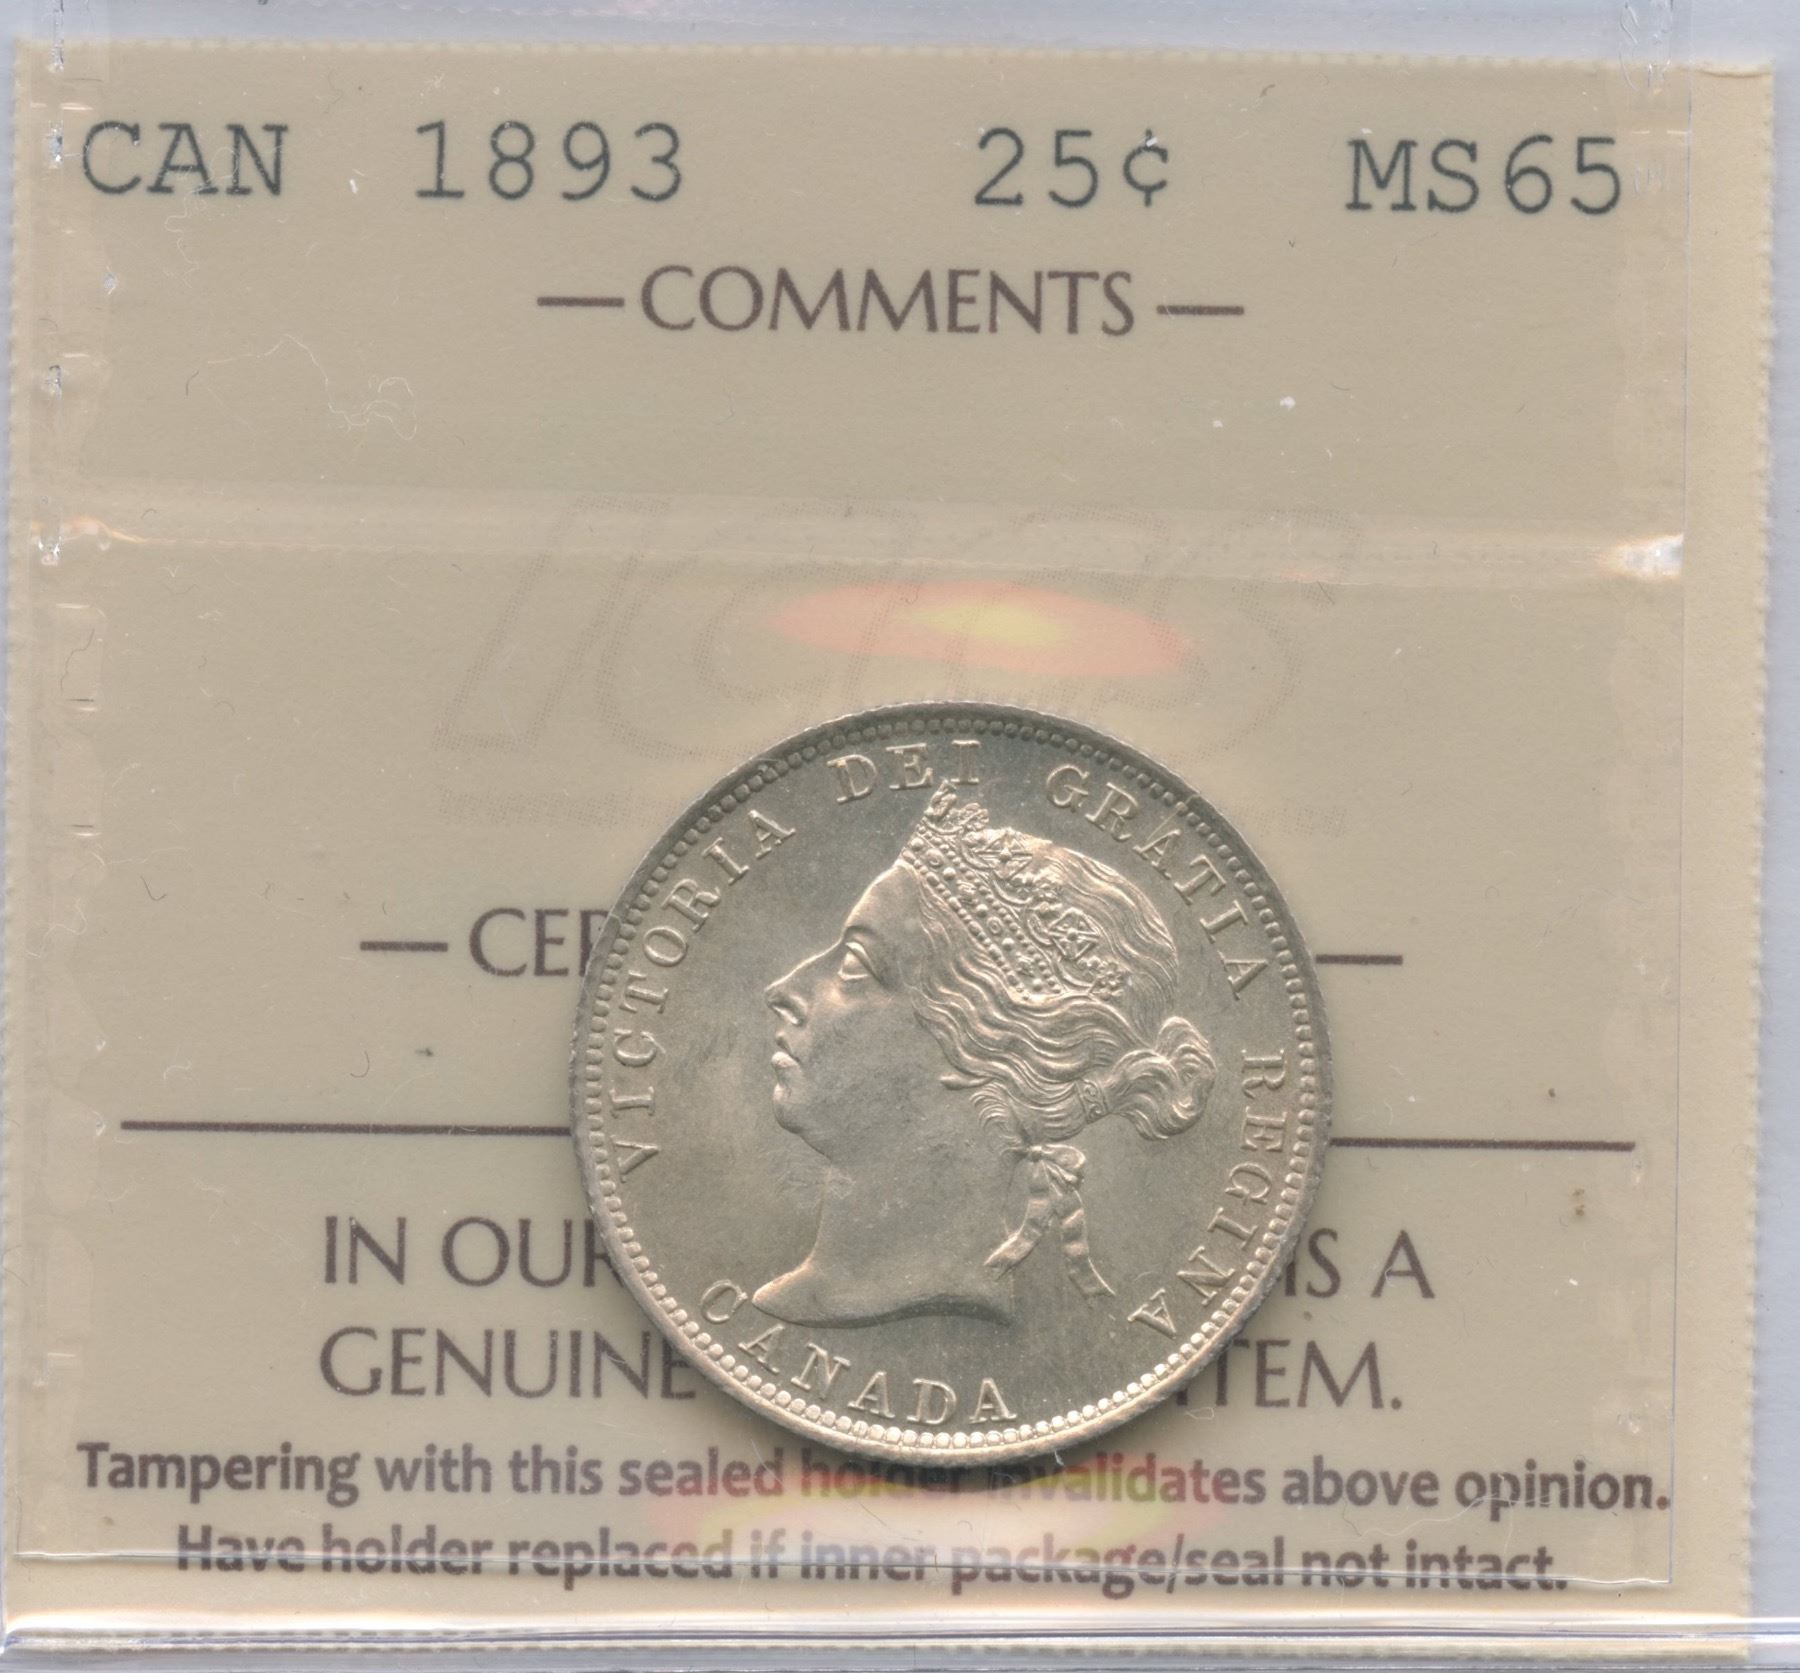 CAN 1893 25¢ MS65
— COMMENTS —
ICCS
VICTORIA DEI GRATIA REGINA
CANADA
IN OUR IS A
GENUINE ITEM.
Tampering with this sealed holder invalidates above opinion.
Have holder replaced if inner package/seal not intact.